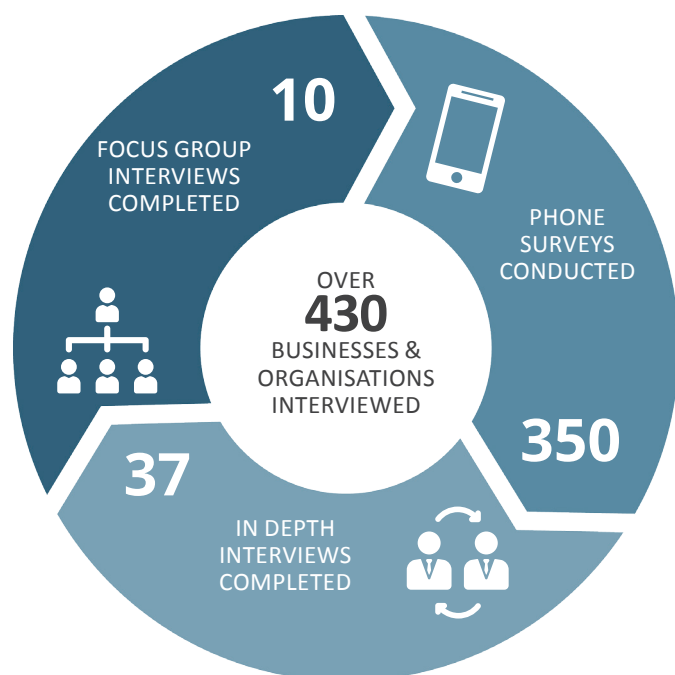 10
FOCUS GROUP
INTERVIEWS
COMPLETED
PHONE
SURVEYS
CONDUCTED
350
OVER
430
BUSINESSES &
ORGANISATIONS
INTERVIEWED
37
IN DEPTH
INTERVIEWS
COMPLETED